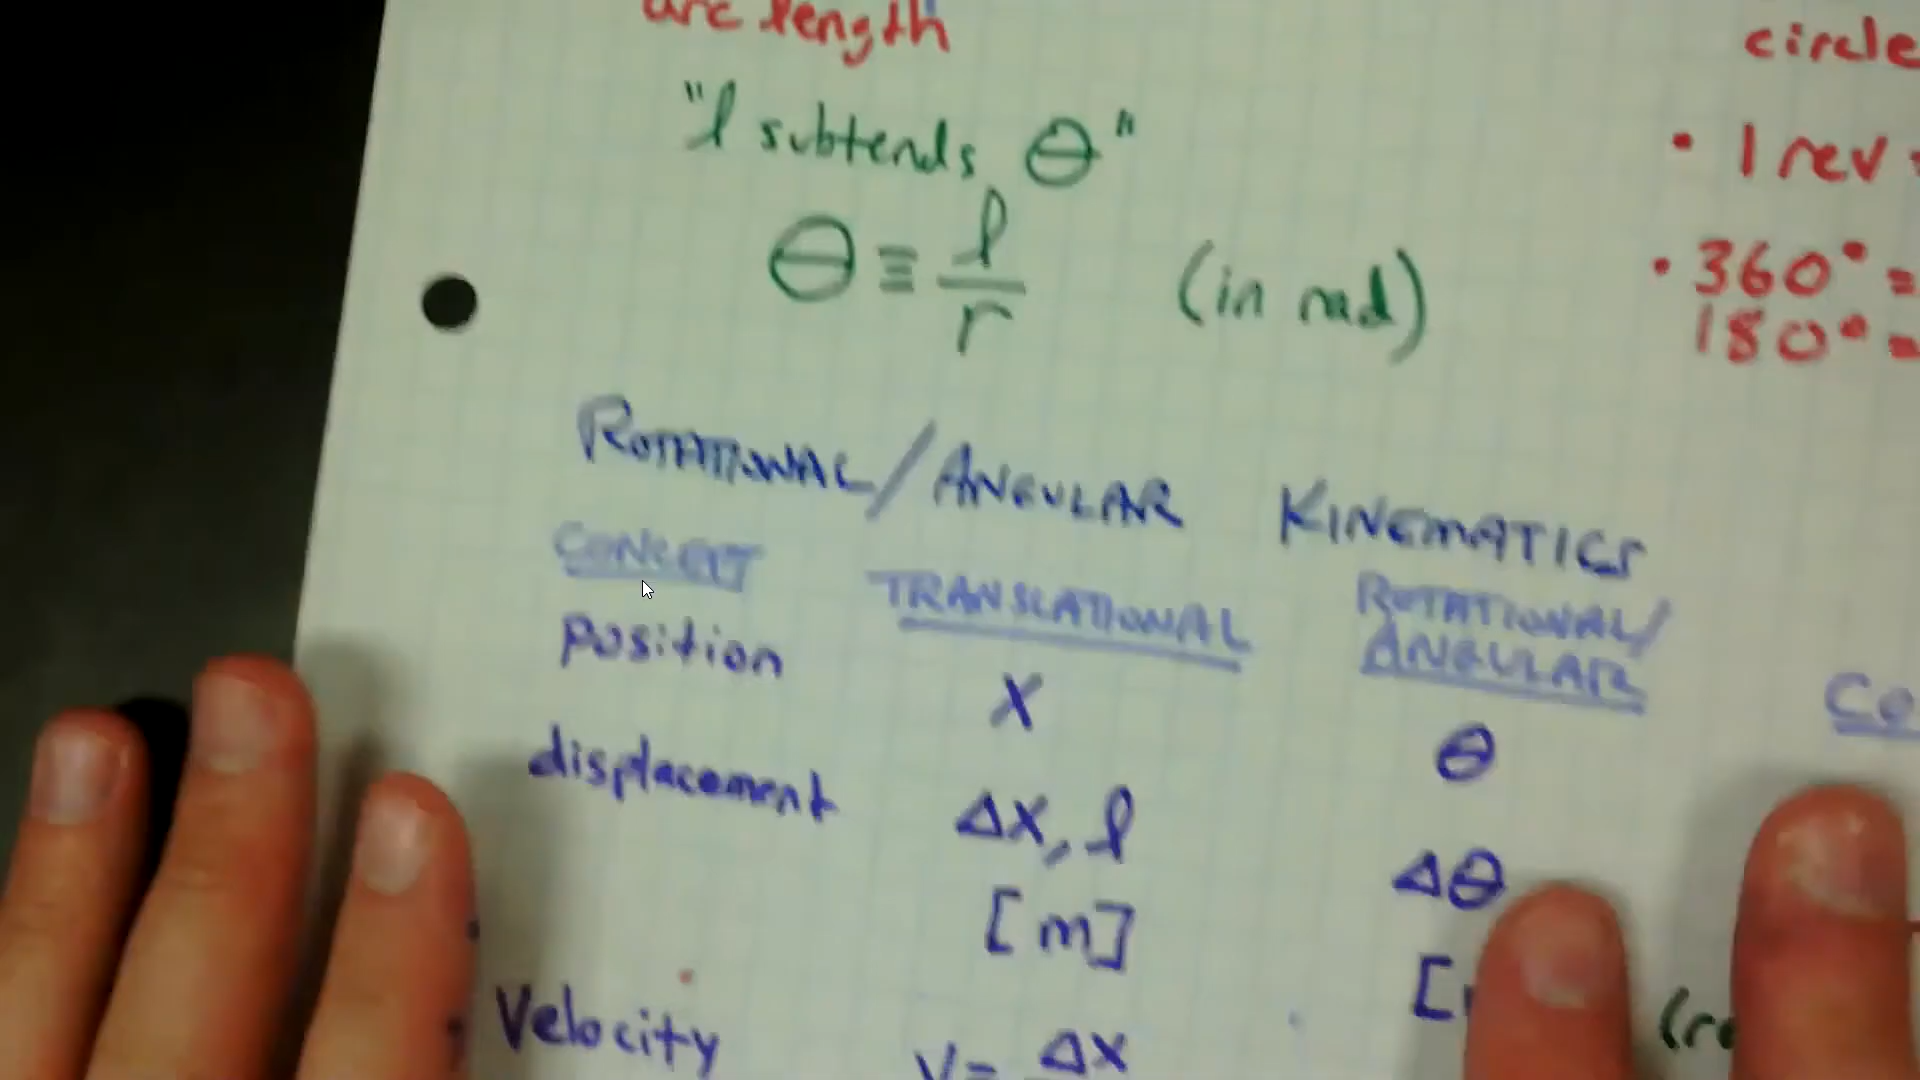 arc length
circle
"l subtends θ"
• 1 rev =
θ ≡ l/r (in rad)
• 360° =
180° =
ROTATIONAL/ANGULAR KINEMATICS
CONCEPT TRANSLATIONAL ROTATIONAL/
ANGULAR
position X θ
displacement Δx, l Δθ
[m]
Velocity V = Δx